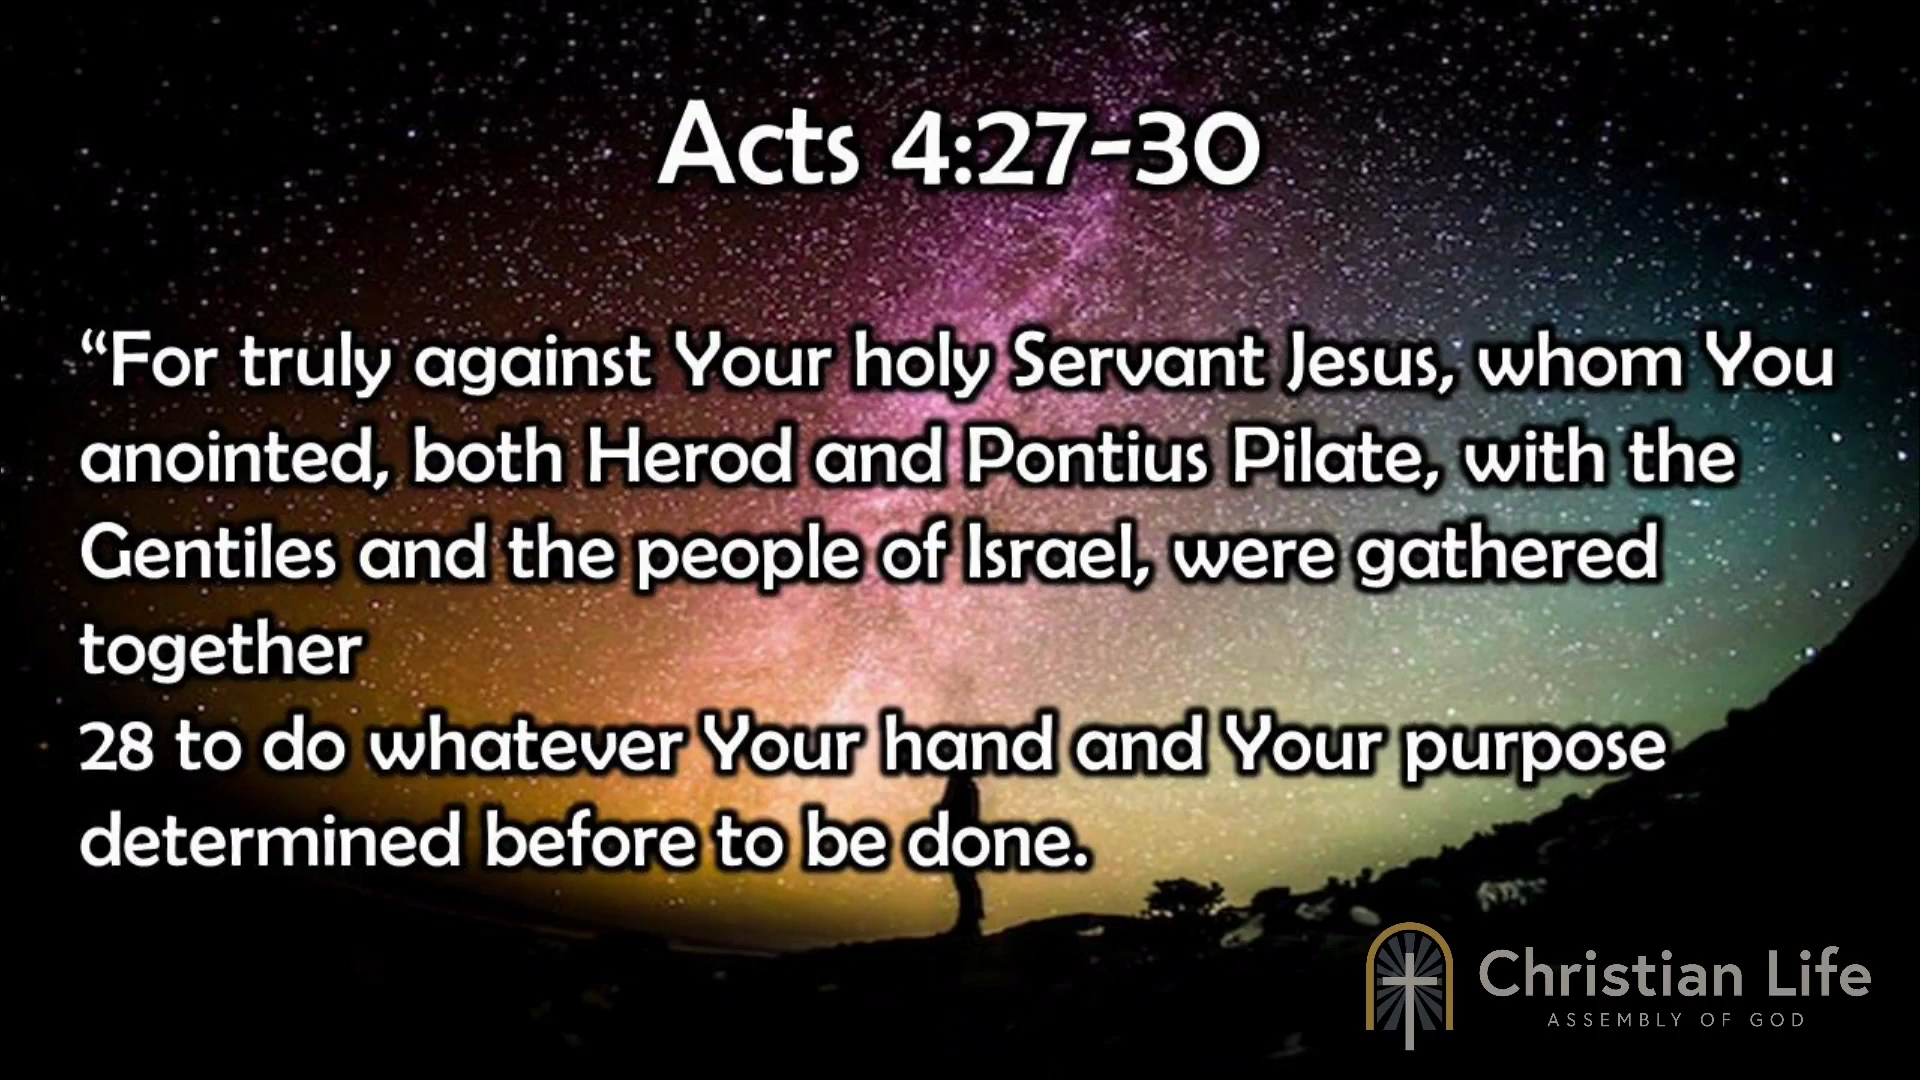 Acts 4:27-30
“For truly against Your holy Servant Jesus, whom You
anointed, both Herod and Pontius Pilate, with the
Gentiles and the people of Israel, were gathered
together
28 to do whatever Your hand and Your purpose
determined before to be done.
Christian Life
ASSEMBLY OF GOD